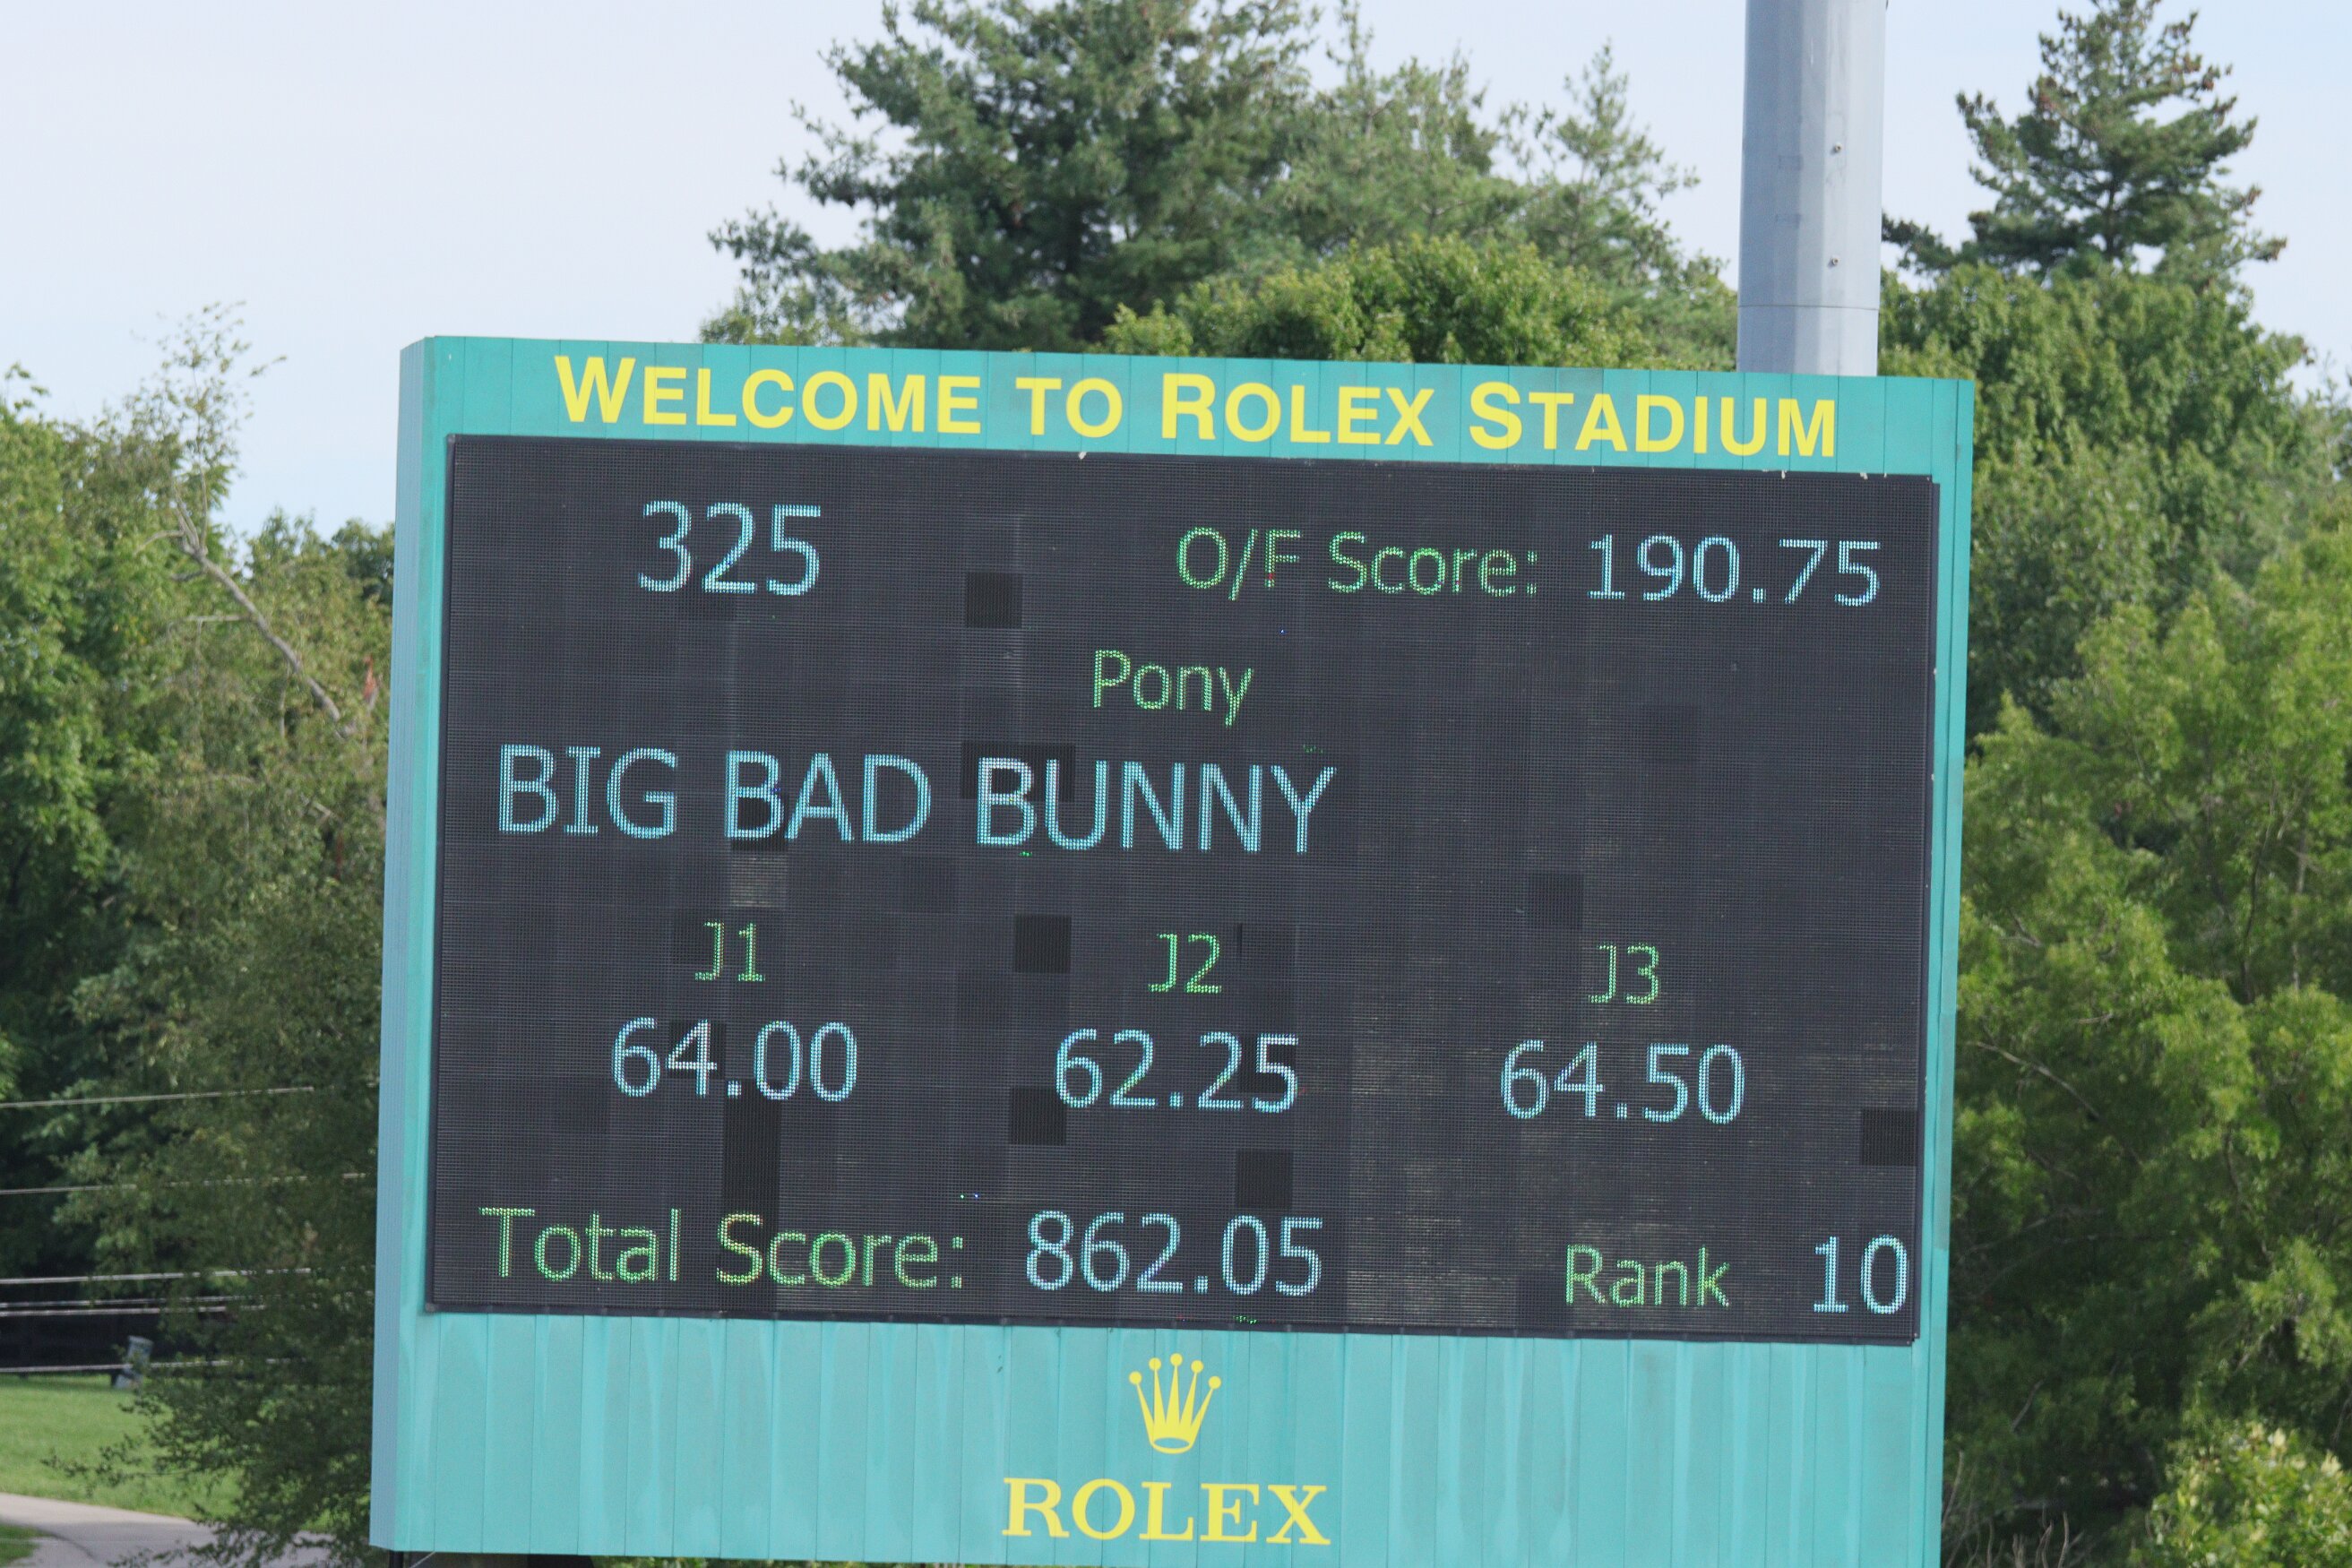 WELCOME TO ROLEX STADIUM
325 O/F Score: 190.75
Pony
BIG BAD BUNNY
J1 J2 J3
64.00 62.25 64.50
Total Score: 862.05 Rank 10
ROLEX